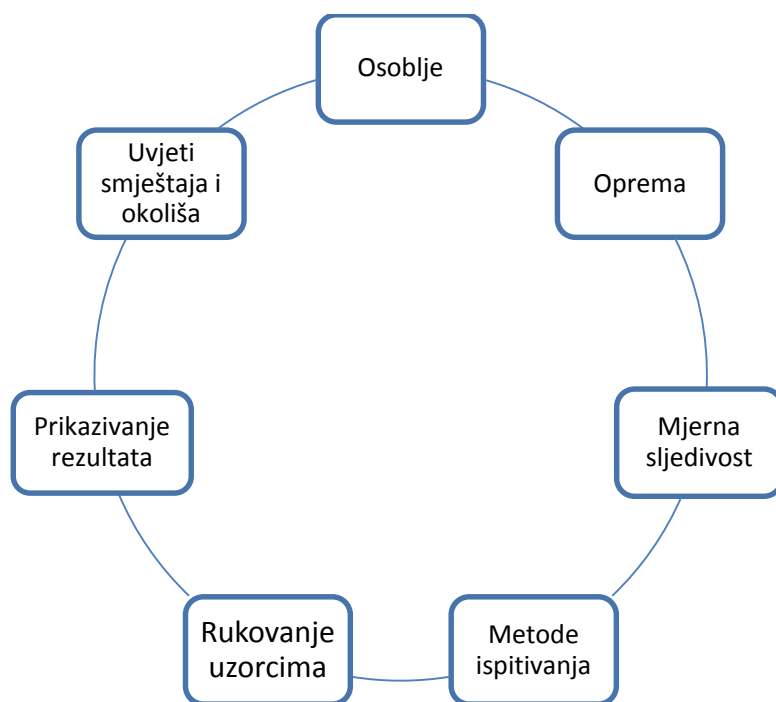 Osoblje
Oprema
Mjerna
sljedivost
Metode
ispitivanja
Rukovanje
uzorcima
Prikazivanje
rezultata
Uvjeti
smještaja i
okoliša